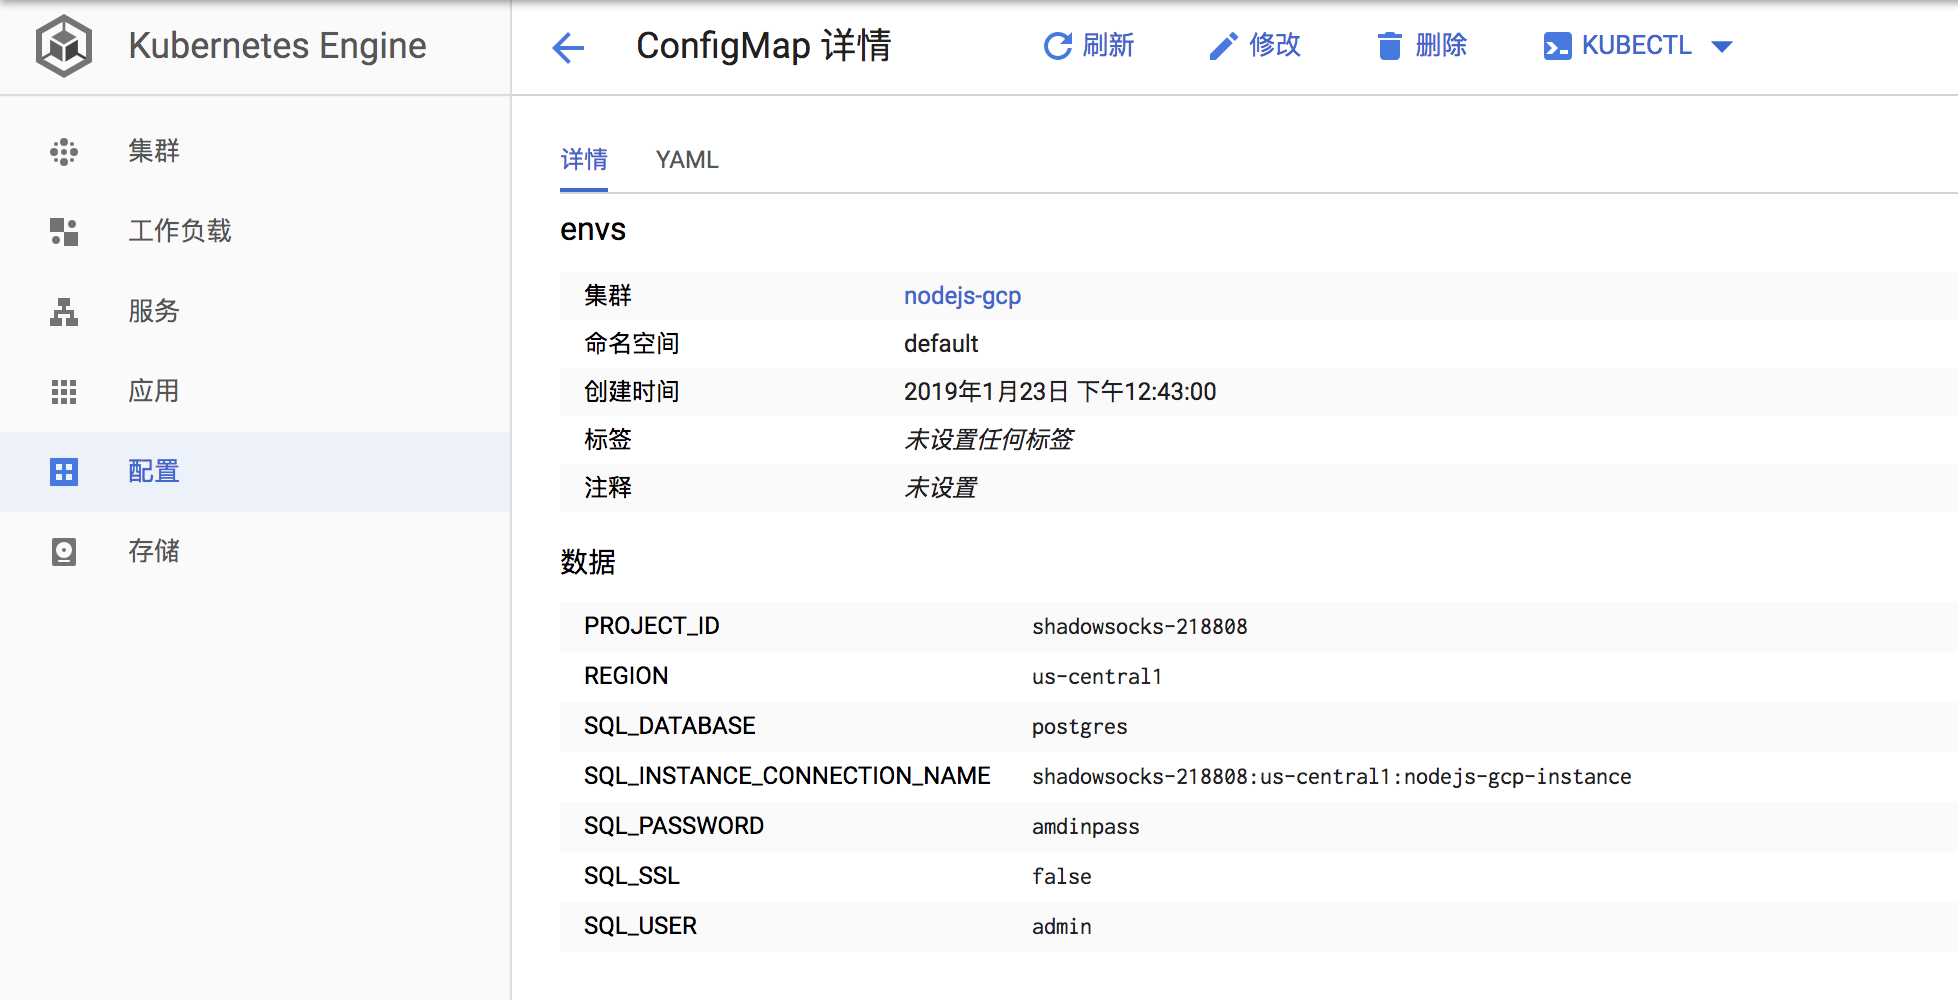 Kubernetes Engine
ConfigMap 详情
刷新
修改
删除
KUBECTL
集群
工作负载
服务
应用
配置
存储
详情
YAML
envs
集群 nodejs-gcp
命名空间 default
创建时间 2019年1月23日 下午12:43:00
标签 未设置任何标签
注释 未设置
数据
PROJECT_ID shadowsocks-218808
REGION us-central1
SQL_DATABASE postgres
SQL_INSTANCE_CONNECTION_NAME shadowsocks-218808:us-central1:nodejs-gcp-instance
SQL_PASSWORD amdinpass
SQL_SSL false
SQL_USER admin